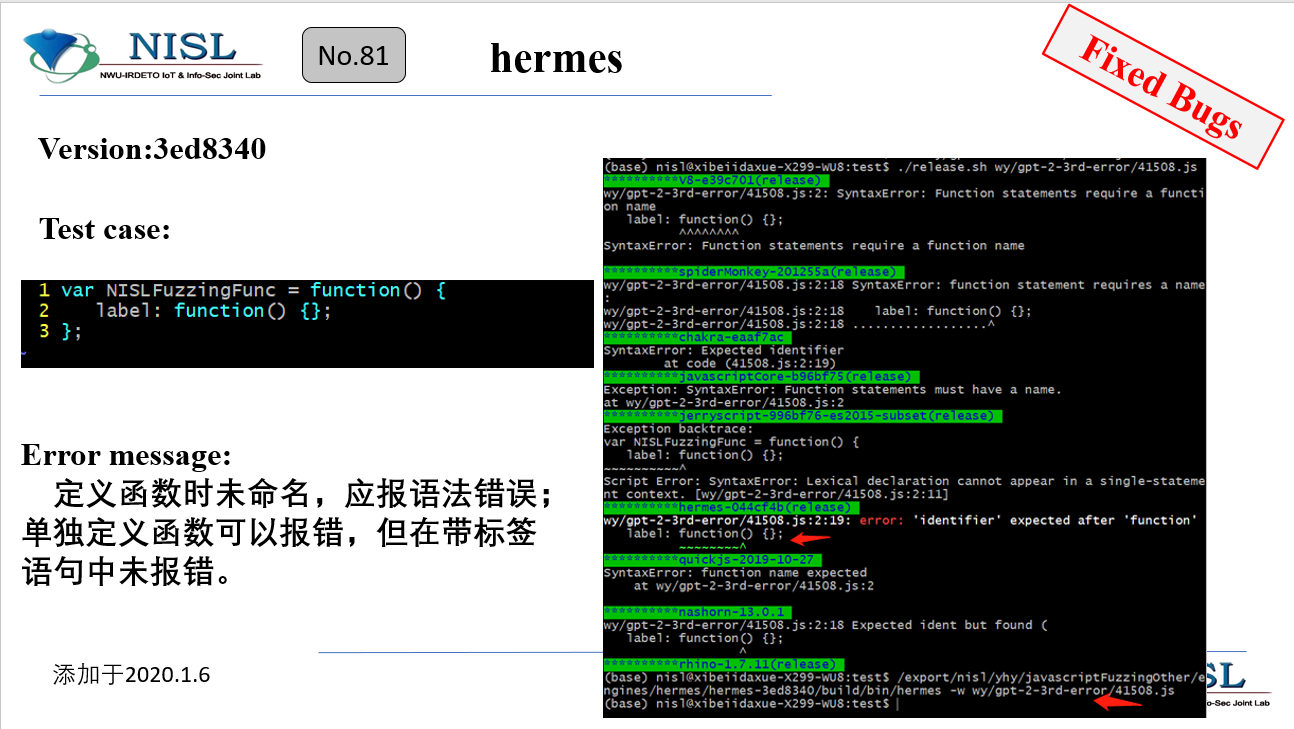 NISL
NWU-IRDETO IoT & Info-Sec Joint Lab
No.81
hermes
Fixed Bugs
Version:3ed8340
Test case:
1 var NISLFuzzingFunc = function() {
2    label: function() {};
3 };
~
Error message:
定义函数时未命名，应报语法错误；
单独定义函数可以报错，但在带标签
语句中未报错。
添加于2020.1.6
(base) nisl@xibeiidaxue-X299-WU8:test$ ./release.sh wy/gpt-2-3rd-error/41508.js
**********V8-e39c701(release)
wy/gpt-2-3rd-error/41508.js:2: SyntaxError: Function statements require a functi
on name
   label: function() {};
          ^^^^^^^^
SyntaxError: Function statements require a function name
**********spiderMonkey-201255a(release)
wy/gpt-2-3rd-error/41508.js:2:18 SyntaxError: function statement requires a name
:
wy/gpt-2-3rd-error/41508.js:2:18    label: function() {};
wy/gpt-2-3rd-error/41508.js:2:18 ..................^
**********chakra-eaaf7ac
SyntaxError: Expected identifier
        at code (41508.js:2:19)
**********javascriptCore-b96bf75(release)
Exception: SyntaxError: Function statements must have a name.
at wy/gpt-2-3rd-error/41508.js:2
**********jerryscript-996bf76-es2015-subset(release)
Exception backtrace:
var NISLFuzzingFunc = function() {
   label: function() {};
~~~~~~~~~~^
Script Error: SyntaxError: Lexical declaration cannot appear in a single-stateme
nt context. [wy/gpt-2-3rd-error/41508.js:2:11]
**********hermes-044cf4b(release)
wy/gpt-2-3rd-error/41508.js:2:19: error: 'identifier' expected after 'function'
   label: function() {};
          ~~~~~~~~^
**********quickjs-2019-10-27
SyntaxError: function name expected
    at wy/gpt-2-3rd-error/41508.js:2
**********nashorn-13.0.1
wy/gpt-2-3rd-error/41508.js:2:18 Expected ident but found (
   label: function() {};
                  ^
**********rhino-1.7.11(release)
(base) nisl@xibeiidaxue-X299-WU8:test$ /export/nisl/yhy/javascriptFuzzingOther/e
ngines/hermes/hermes-3ed8340/build/bin/hermes -w wy/gpt-2-3rd-error/41508.js
(base) nisl@xibeiidaxue-X299-WU8:test$
SL
o-Sec Joint Lab